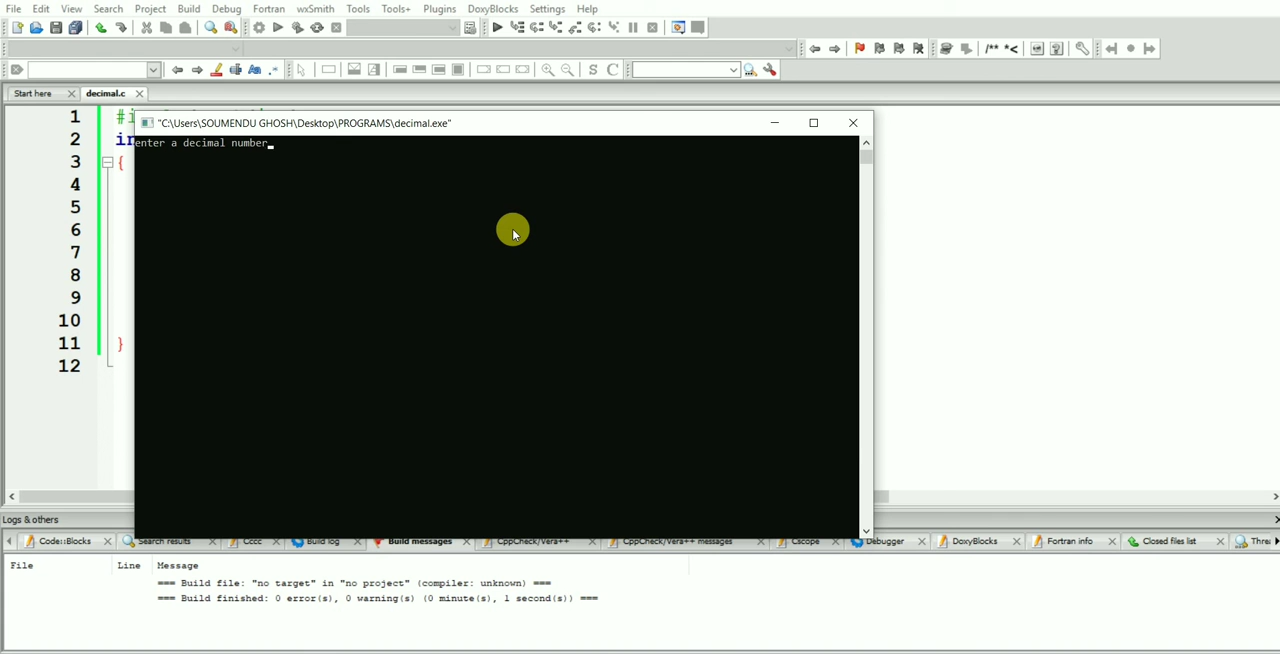 File Edit View Search Project Build Debug Fortran wxSmith Tools Tools+ Plugins DoxyBlocks Settings Help
/** *<
S C
Start here decimal.c
1 #i
"C:\Users\SOUMENDU GHOSH\Desktop\PROGRAMS\decimal.exe"
2 in
enter a decimal number
3 {
4
5
6
7
8
9
10
11 }
12
Logs & others
Code::Blocks Search results Cccc Build log Build messages CppCheck/Vera++ CppCheck/Vera++ messages Cscope Debugger DoxyBlocks Fortran info Closed files list Threa
File Line Message
=== Build file: "no target" in "no project" (compiler: unknown) ===
=== Build finished: 0 error(s), 0 warning(s) (0 minute(s), 1 second(s)) ===